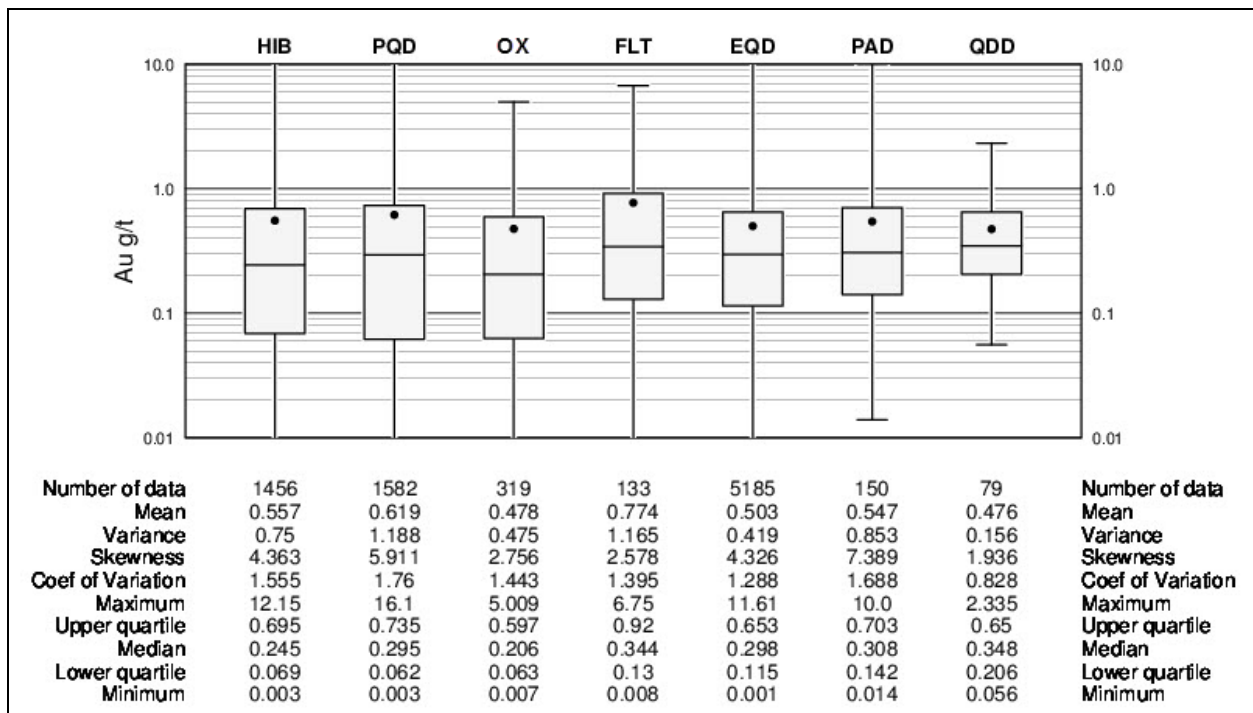 HIB PQD OX FLT EQD PAD QDD
10.0 10.0
1.0 1.0
Au g/t
0.1 0.1
0.01 0.01
Number of data 1456 1582 319 133 5185 150 79 Number of data
Mean 0.557 0.619 0.478 0.774 0.503 0.547 0.476 Mean
Variance 0.75 1.188 0.475 1.165 0.419 0.853 0.156 Variance
Skewness 4.363 5.911 2.756 2.578 4.326 7.389 1.936 Skewness
Coef of Variation 1.555 1.76 1.443 1.395 1.288 1.688 0.828 Coef of Variation
Maximum 12.15 16.1 5.009 6.75 11.61 10.0 2.335 Maximum
Upper quartile 0.695 0.735 0.597 0.92 0.653 0.703 0.65 Upper quartile
Median 0.245 0.295 0.206 0.344 0.298 0.308 0.348 Median
Lower quartile 0.069 0.062 0.063 0.13 0.115 0.142 0.206 Lower quartile
Minimum 0.003 0.003 0.007 0.008 0.001 0.014 0.056 Minimum